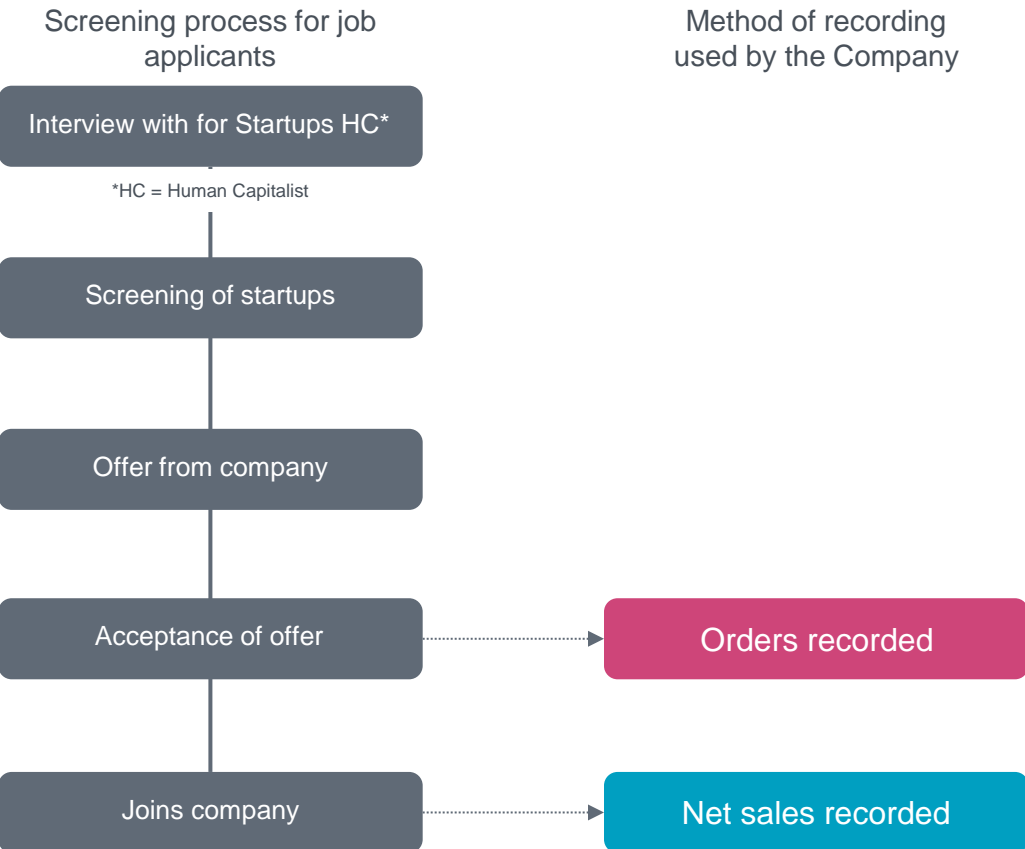 Screening process for job
applicants
Method of recording
used by the Company
Interview with for Startups HC*
*HC = Human Capitalist
Screening of startups
Offer from company
Acceptance of offer
Orders recorded
Joins company
Net sales recorded